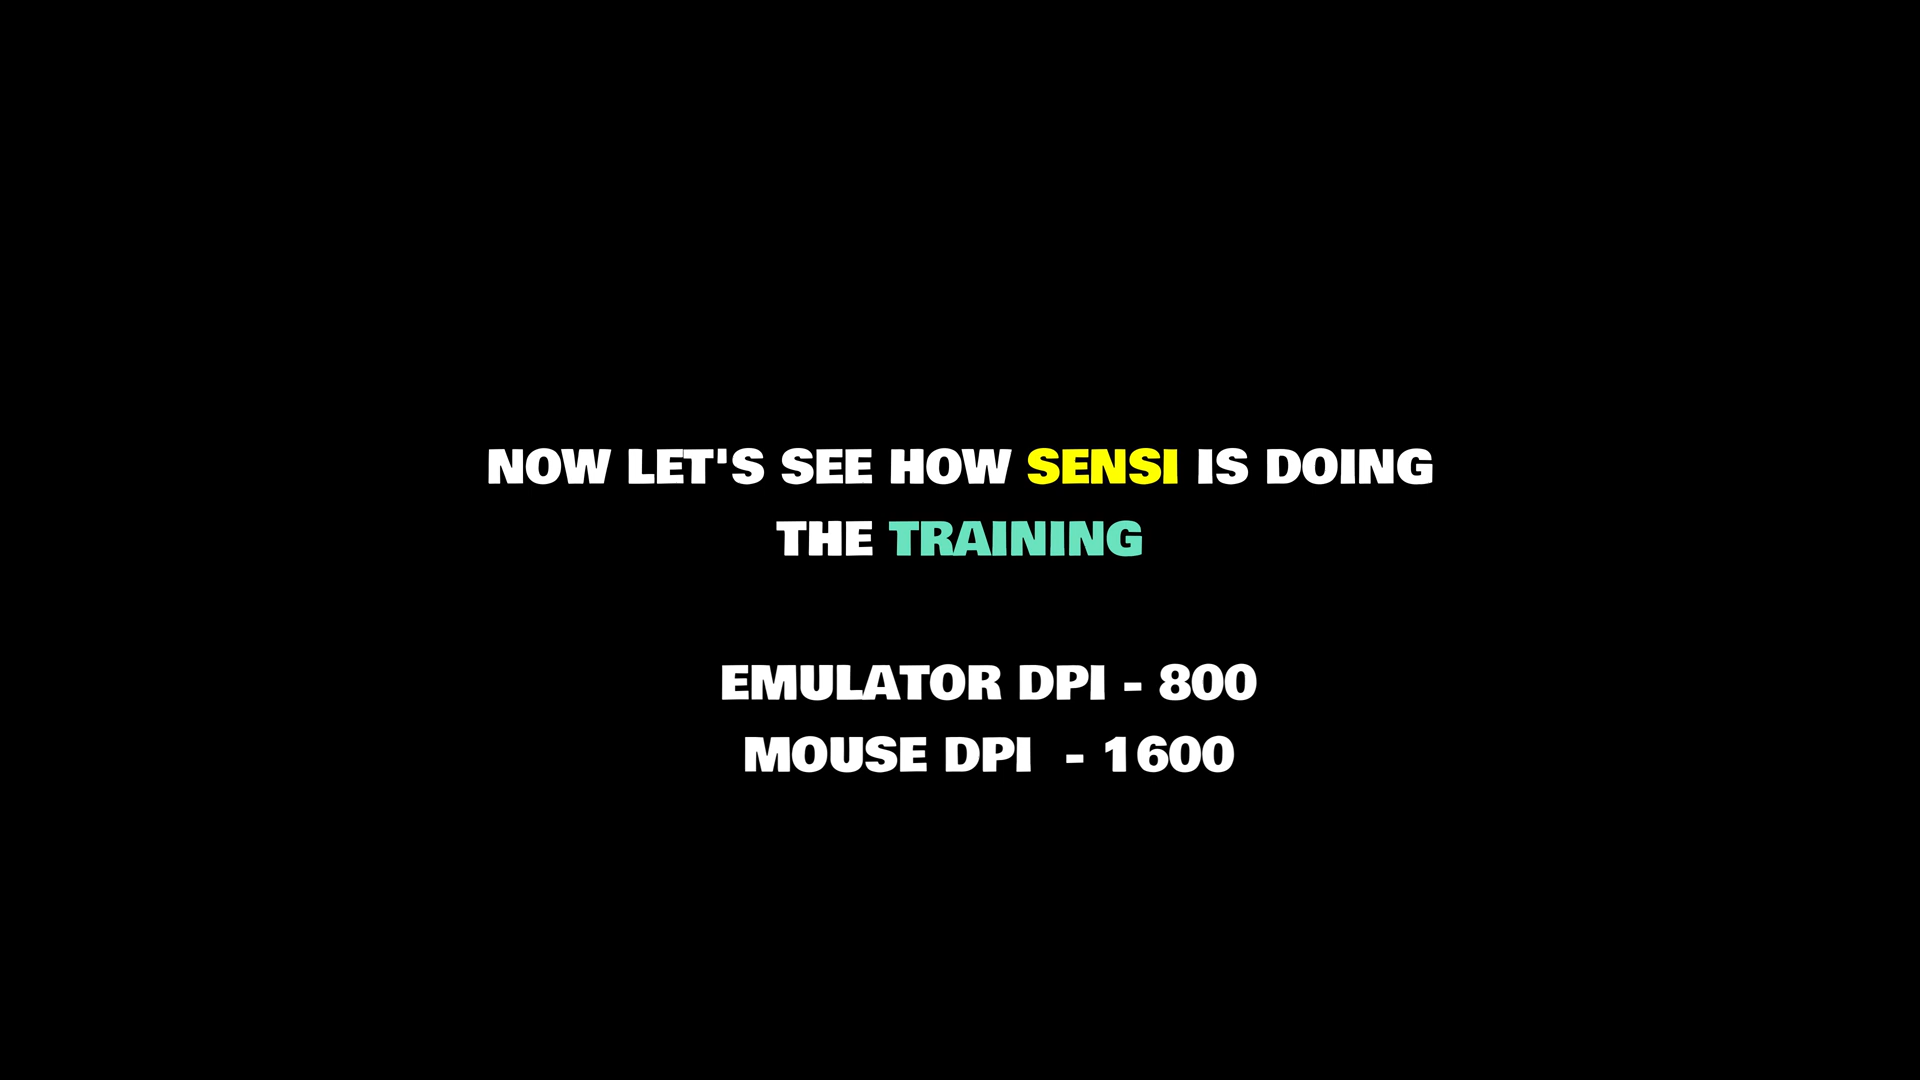 NOW LET'S SEE HOW SENSI IS DOING
THE TRAINING
EMULATOR DPI - 800
MOUSE DPI  - 1600